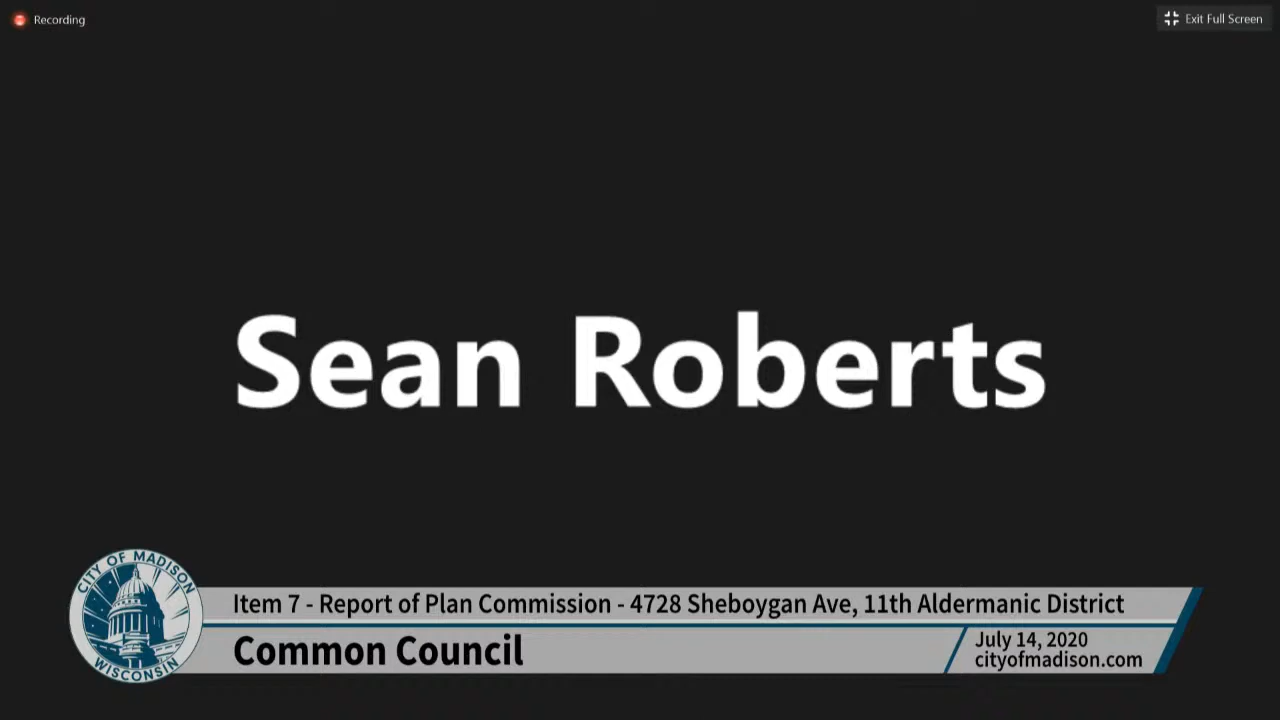 Recording
Exit Full Screen
Sean Roberts
CITY OF MADISON
WISCONSIN
Item 7 - Report of Plan Commission - 4728 Sheboygan Ave, 11th Aldermanic District
Common Council
July 14, 2020
cityofmadison.com